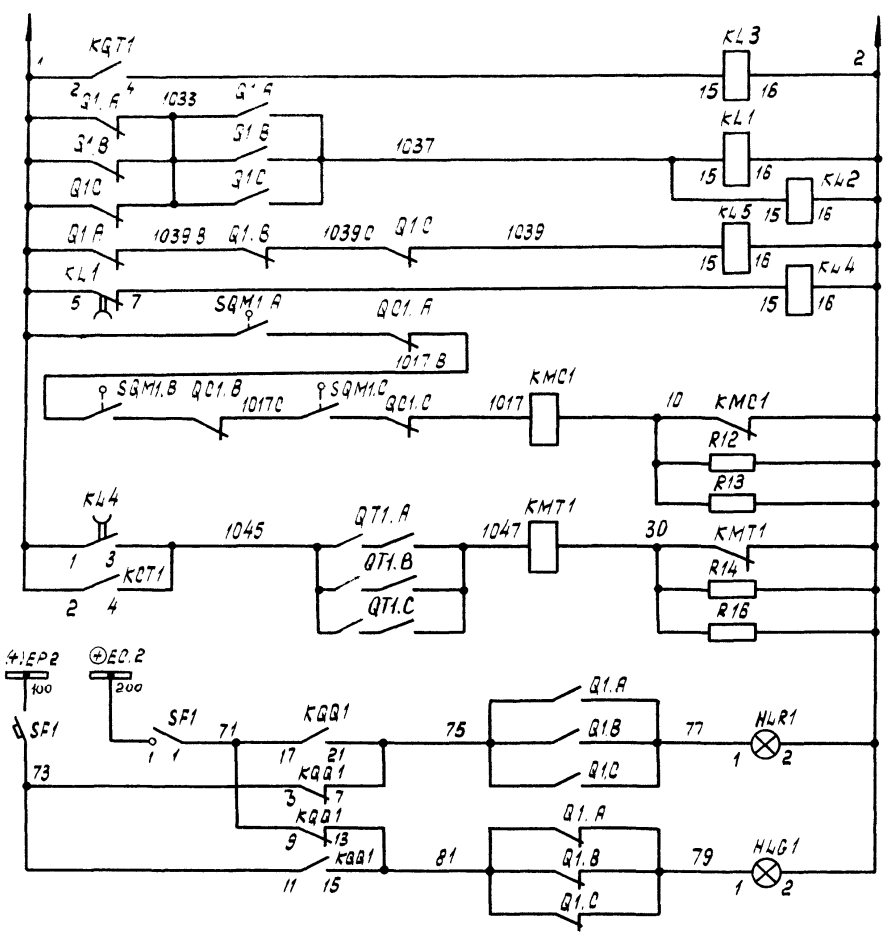 1 KQT1 KL3 2
2 4 15 16
Q1.A 1033 Q1.A KL1
Q1.B Q1.B 1037
15 16 KL2
Q1C Q1C 15 16
Q1A 1039B Q1.B 1039C Q1.C 1039 KL5
15 16
KL1 KL4
5 7 15 16
SQM1.A QC1.A
1017B
SQM1.B QC1.B SQM1.C KMC1
1017C QC1.C 1017 10 KMC1
R12
R13
KL4 QT1.A KMT1
1045 1047 30 KMT1
1 3
KCT1 QT1.B R14
2 4
QT1.C R16
(+)EP2 (+)EC.2
100 200
SF1 SF1 71 KQQ1 75 Q1.A 77 HLR1
1 1 17 21 Q1.B 1 2
73 KQQ1 Q1.C
3 7
KQQ1 Q1.A
9 13
KQQ1 81 Q1.B 79 HLG1
11 15 1 2
Q1.C